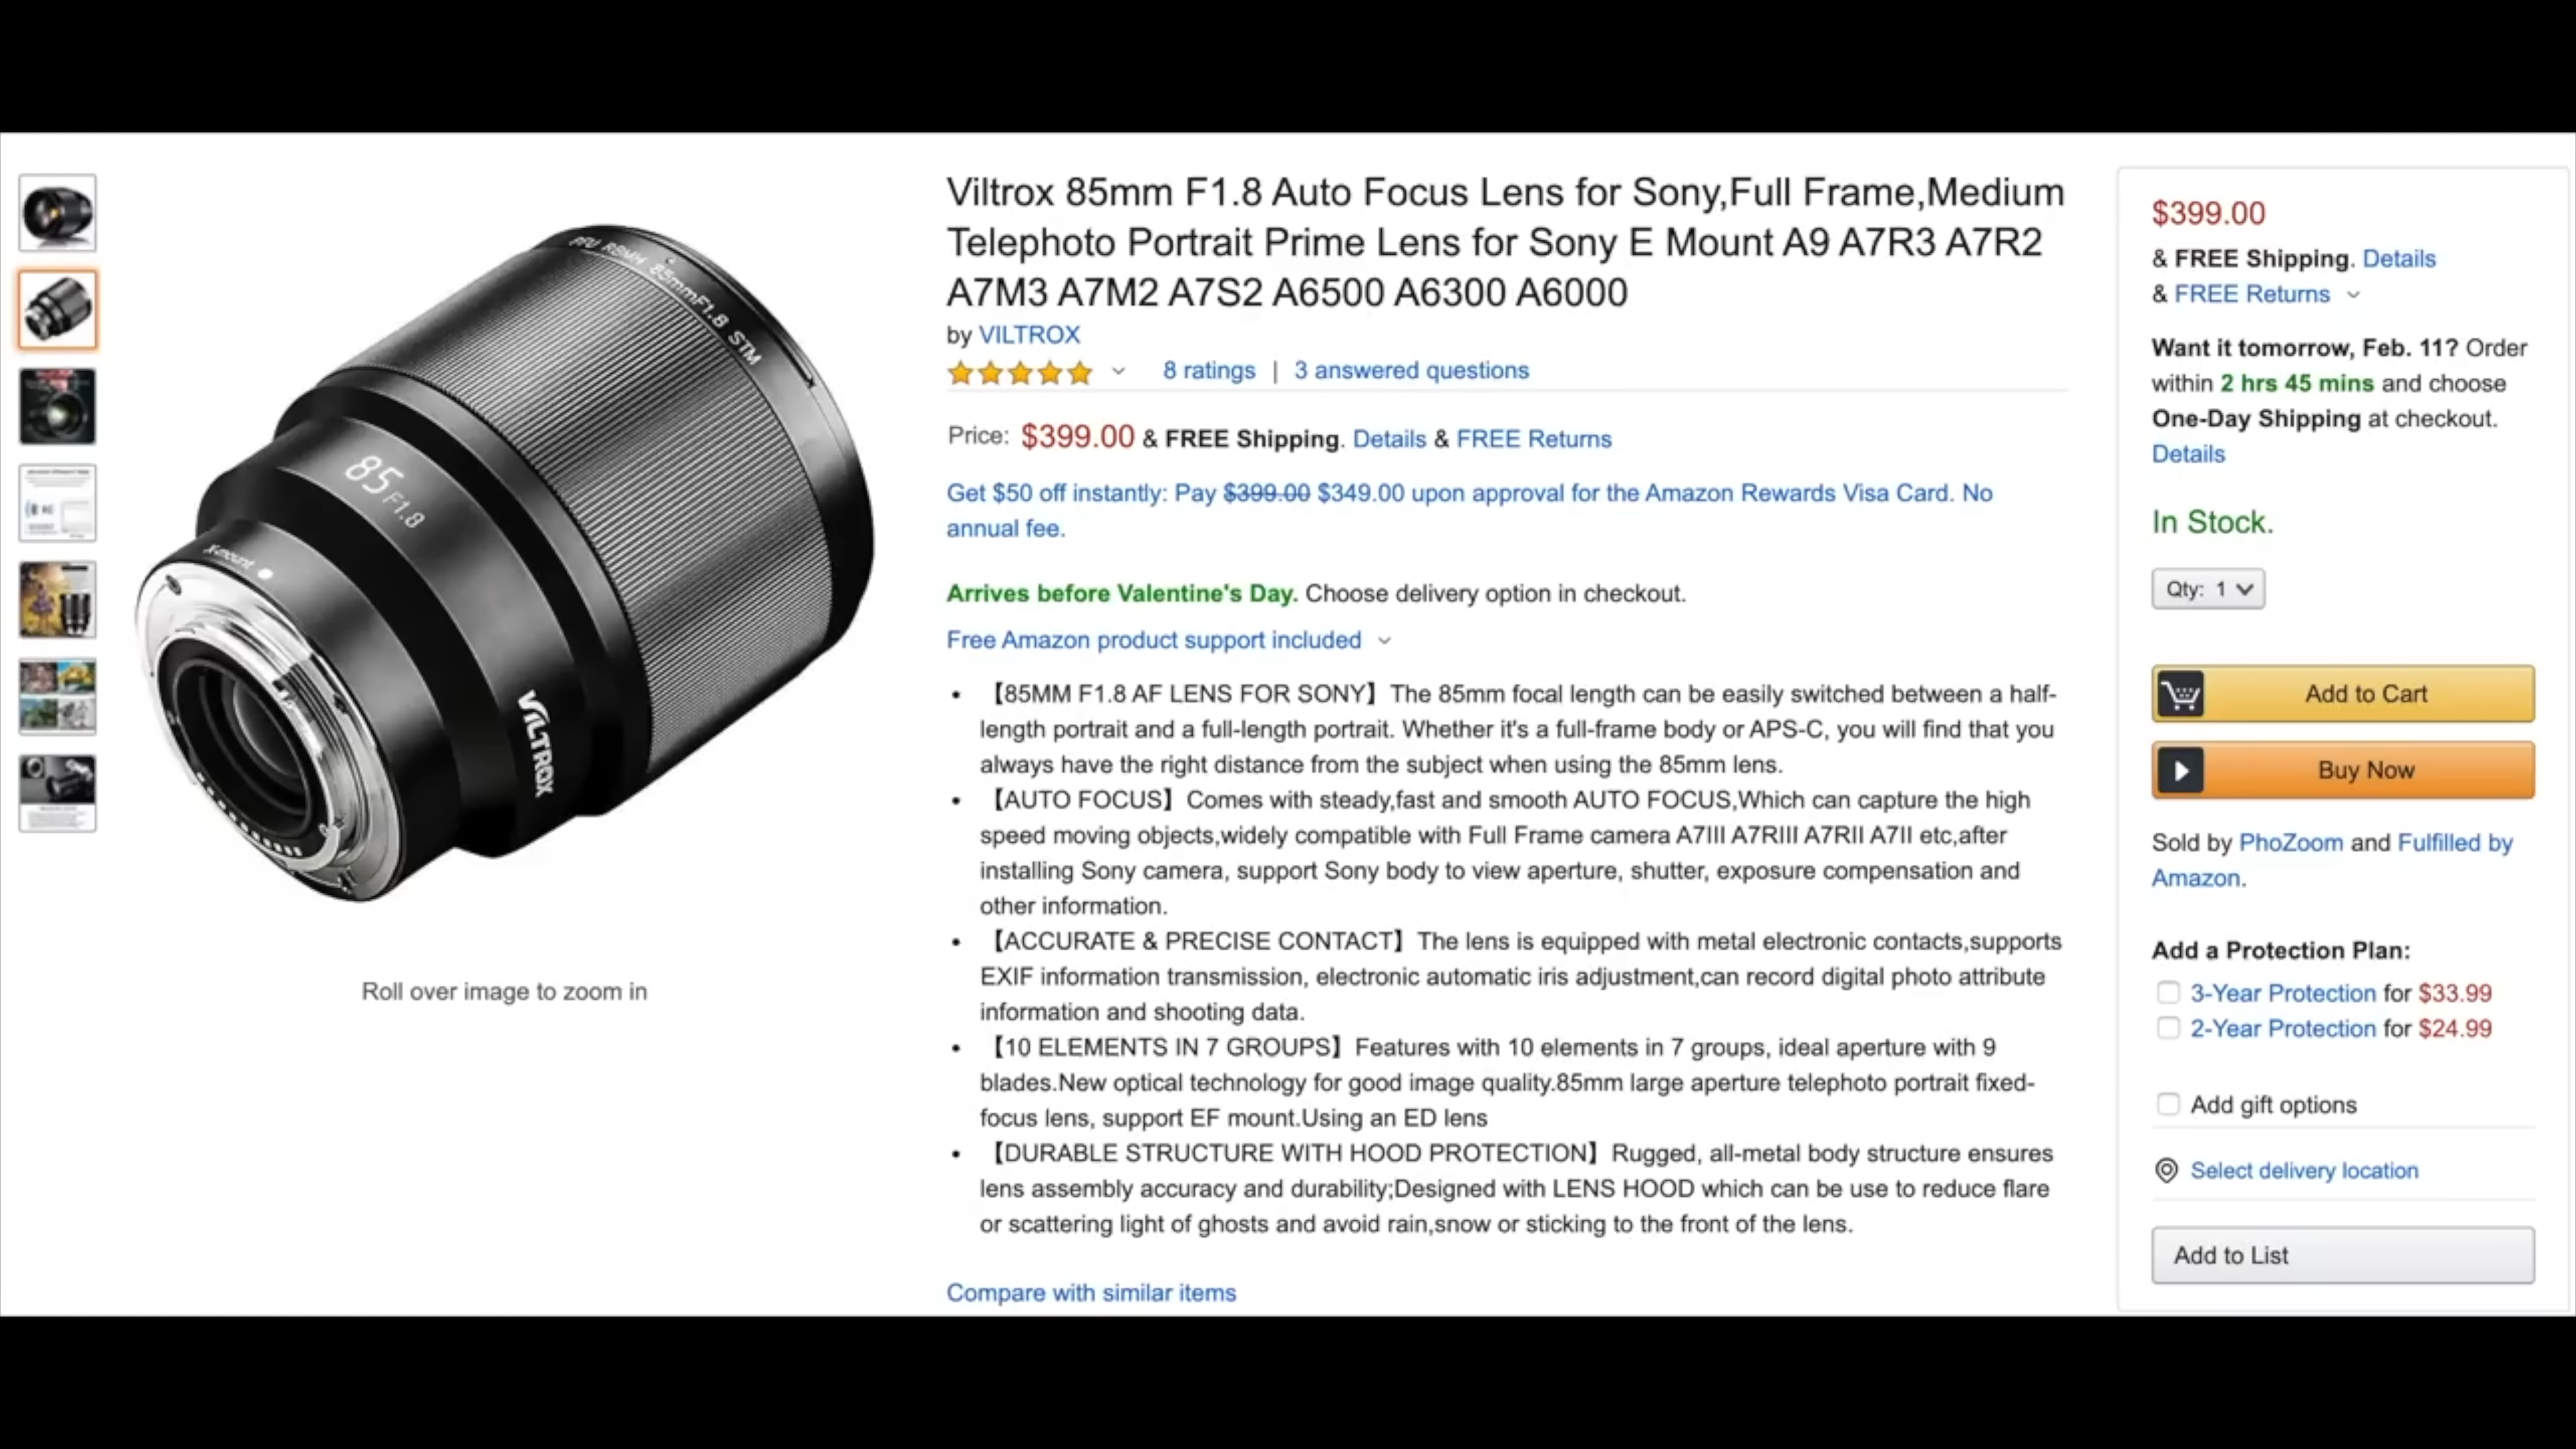 PFU RBMH 85mmF1.8 STM
85 F1.8
X-mount
VILTROX
Roll over image to zoom in
Viltrox 85mm F1.8 Auto Focus Lens for Sony,Full Frame,Medium
Telephoto Portrait Prime Lens for Sony E Mount A9 A7R3 A7R2
A7M3 A7M2 A7S2 A6500 A6300 A6000
by VILTROX
8 ratings | 3 answered questions
Price: $399.00 & FREE Shipping. Details & FREE Returns
Get $50 off instantly: Pay $399.00 $349.00 upon approval for the Amazon Rewards Visa Card. No
annual fee.
Arrives before Valentine's Day. Choose delivery option in checkout.
Free Amazon product support included
• 【85MM F1.8 AF LENS FOR SONY】The 85mm focal length can be easily switched between a half-
length portrait and a full-length portrait. Whether it's a full-frame body or APS-C, you will find that you
always have the right distance from the subject when using the 85mm lens.
• 【AUTO FOCUS】Comes with steady,fast and smooth AUTO FOCUS,Which can capture the high
speed moving objects,widely compatible with Full Frame camera A7III A7RIII A7RII A7II etc,after
installing Sony camera, support Sony body to view aperture, shutter, exposure compensation and
other information.
• 【ACCURATE & PRECISE CONTACT】The lens is equipped with metal electronic contacts,supports
EXIF information transmission, electronic automatic iris adjustment,can record digital photo attribute
information and shooting data.
• 【10 ELEMENTS IN 7 GROUPS】Features with 10 elements in 7 groups, ideal aperture with 9
blades.New optical technology for good image quality.85mm large aperture telephoto portrait fixed-
focus lens, support EF mount.Using an ED lens
• 【DURABLE STRUCTURE WITH HOOD PROTECTION】Rugged, all-metal body structure ensures
lens assembly accuracy and durability;Designed with LENS HOOD which can be use to reduce flare
or scattering light of ghosts and avoid rain,snow or sticking to the front of the lens.
Compare with similar items
$399.00
& FREE Shipping. Details
& FREE Returns
Want it tomorrow, Feb. 11? Order
within 2 hrs 45 mins and choose
One-Day Shipping at checkout.
Details
In Stock.
Qty: 1
Add to Cart
Buy Now
Sold by PhoZoom and Fulfilled by
Amazon.
Add a Protection Plan:
3-Year Protection for $33.99
2-Year Protection for $24.99
Add gift options
Select delivery location
Add to List